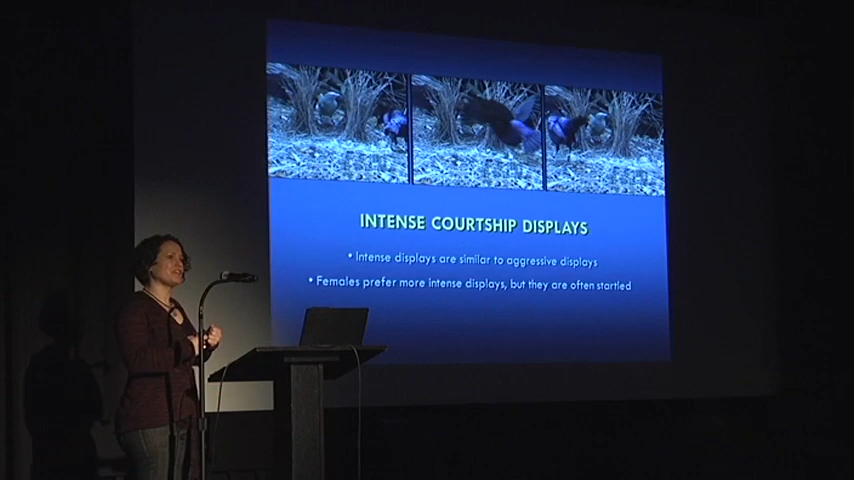 INTENSE COURTSHIP DISPLAYS
• Intense displays are similar to aggressive displays
• Females prefer more intense displays, but they are often startled